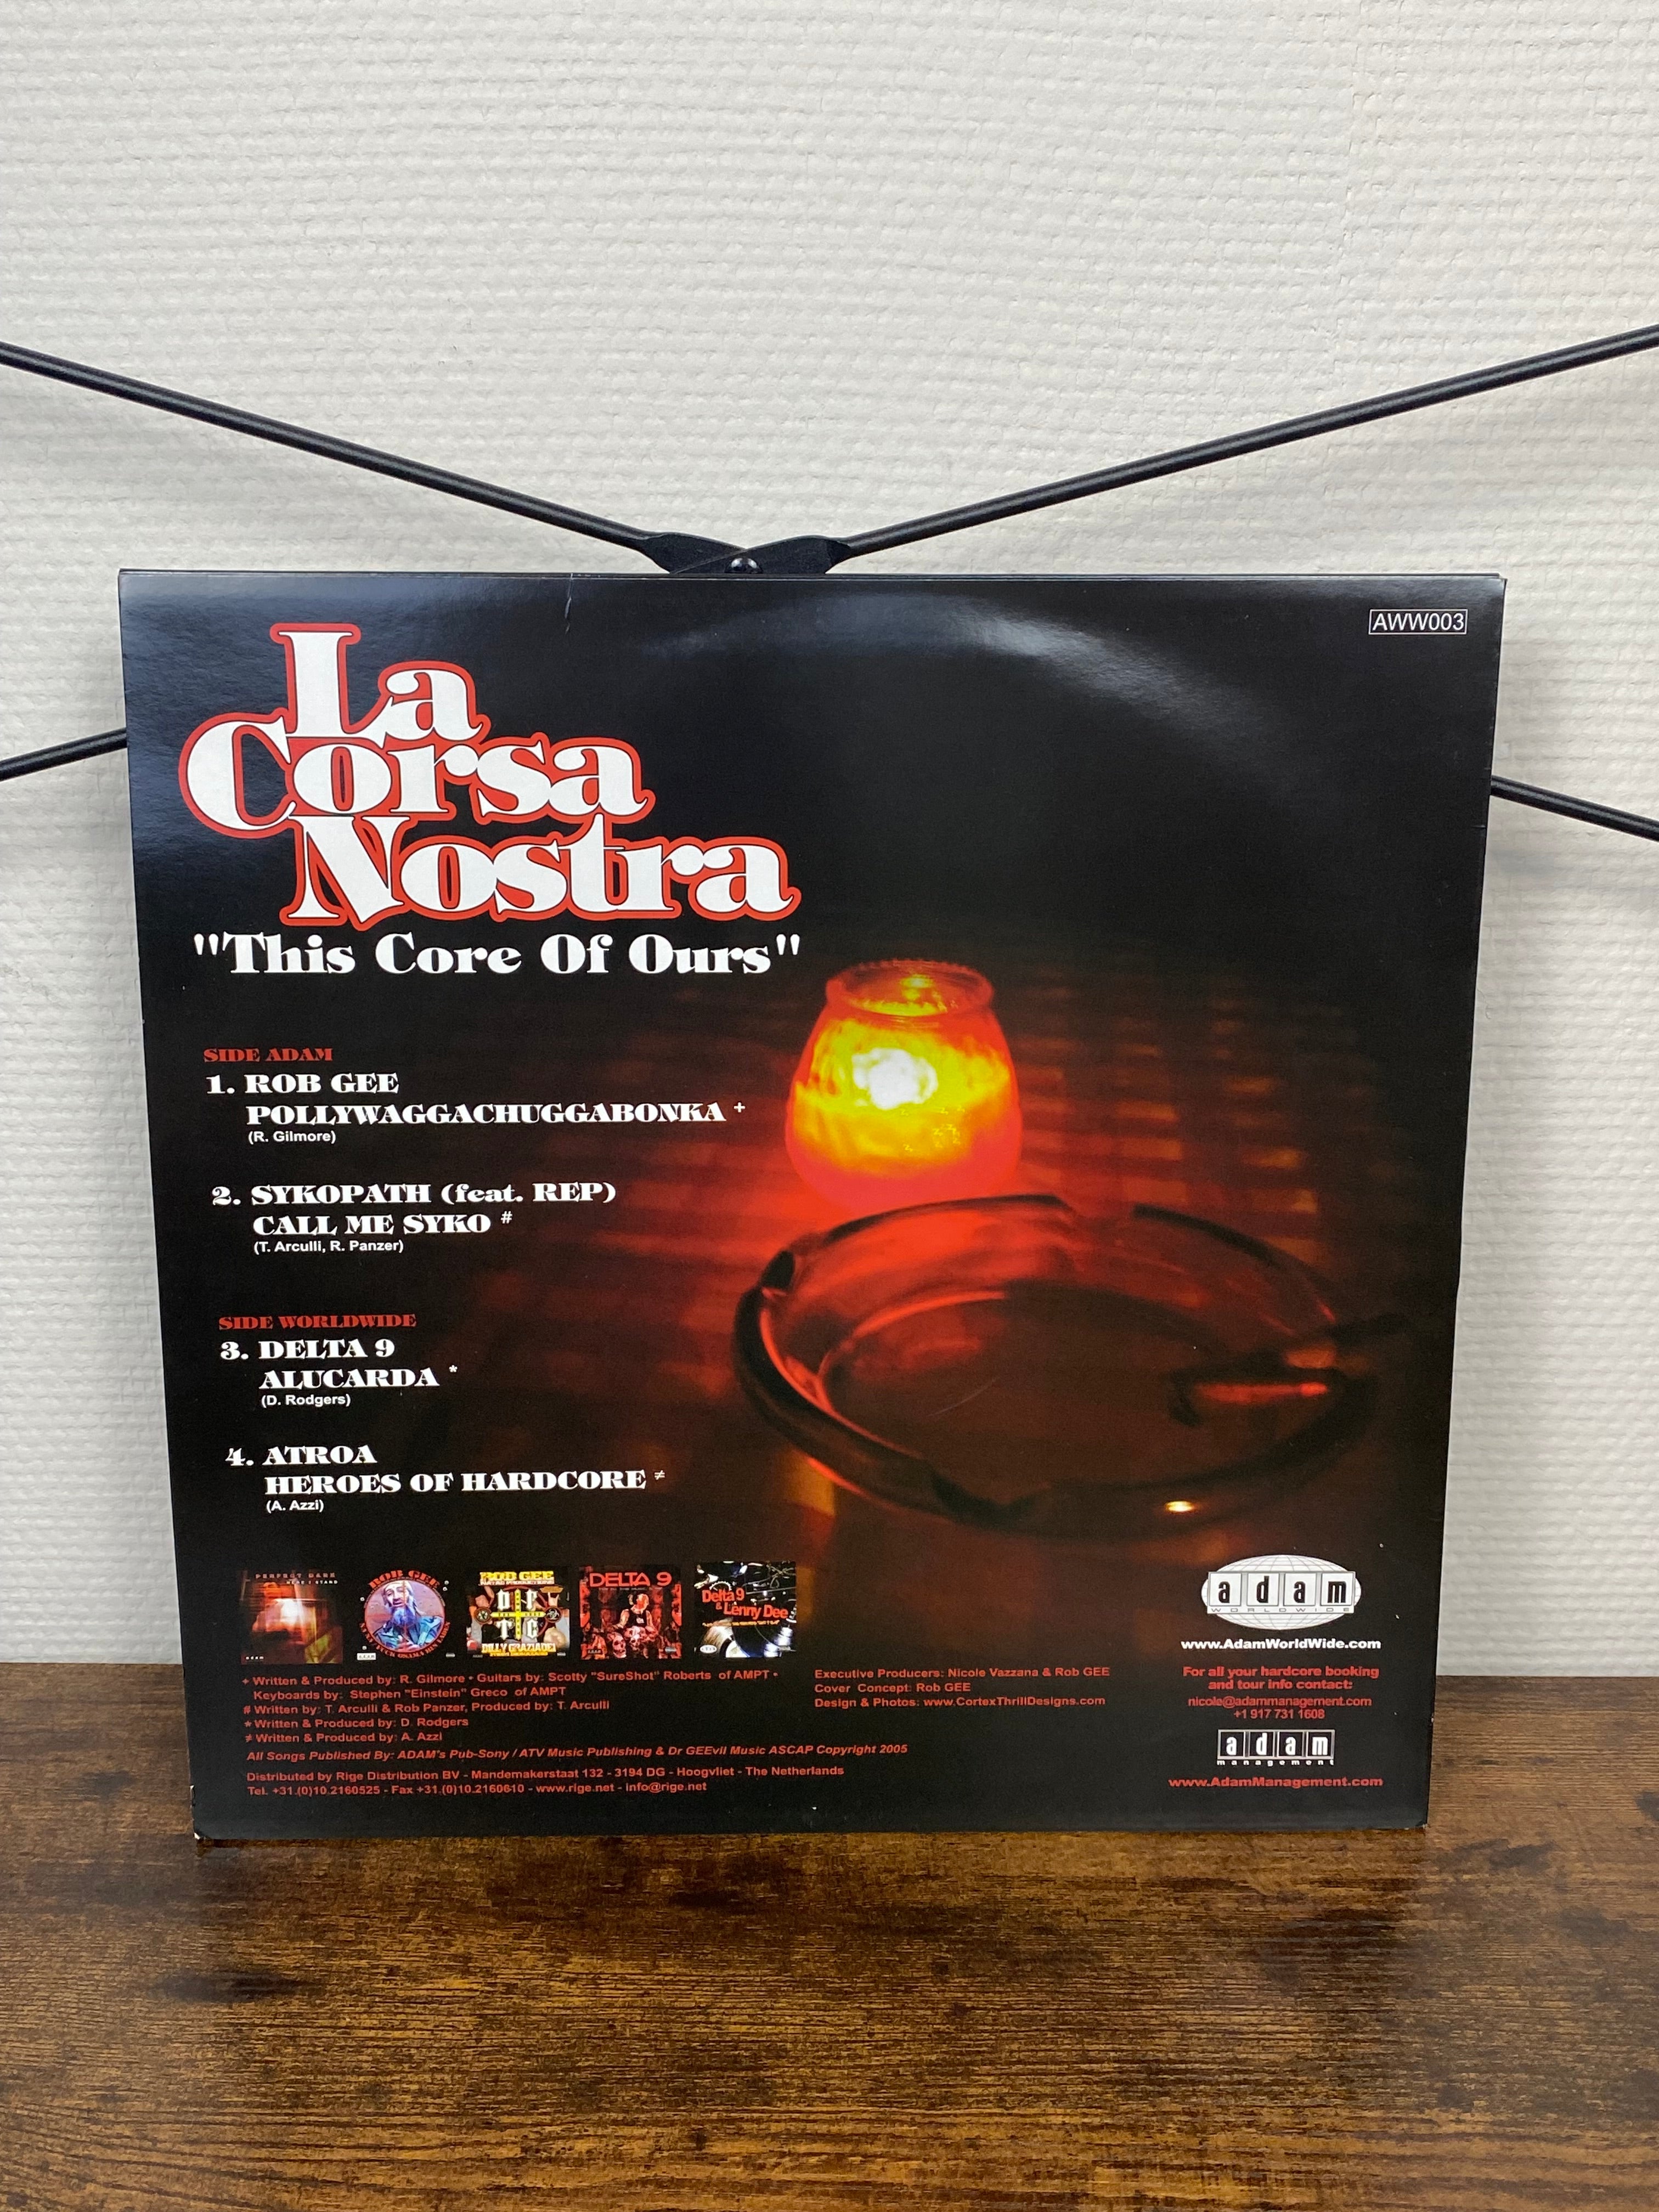 AWW003
La
Corsa
Nostra
"This Core Of Ours"
SIDE ADAM
1. ROB GEE
POLLYWAGGACHUGGABONKA +
(R. Gilmore)
2. SYKOPATH (feat. REP)
CALL ME SYKO #
(T. Arculli, R. Panzer)
SIDE WORLDWIDE
3. DELTA 9
ALUCARDA *
(D. Rodgers)
4. ATROA
HEROES OF HARDCORE ≠
(A. Azzi)
PERFECT DARK
HERE I STAND
ROB GEE
ROB GEE
BILLY GRAZIADEI
DELTA 9
Delta 9
& Lenny Dee
+ Written & Produced by: R. Gilmore • Guitars by: Scotty "SureShot" Roberts of AMPT •
Keyboards by: Stephen "Einstein" Greco of AMPT
# Written by: T. Arculli & Rob Panzer, Produced by: T. Arculli
* Written & Produced by: D. Rodgers
≠ Written & Produced by: A. Azzi
All Songs Published By: ADAM's Pub-Sony / ATV Music Publishing & Dr GEEvil Music ASCAP Copyright 2005
Distributed by Rige Distribution BV - Mandemakerstaat 132 - 3194 DG - Hoogvliet - The Netherlands
Tel. +31.(0)10.2160525 - Fax +31.(0)10.2160610 - www.rige.net - info@rige.net
Executive Producers: Nicole Vazzana & Rob GEE
Cover Concept: Rob GEE
Design & Photos: www.CortexThrillDesigns.com
adam
WORLDWIDE
www.AdamWorldWide.com
For all your hardcore booking
and tour info contact:
nicole@adammanagement.com
+1 917 731 1608
adam
management
www.AdamManagement.com